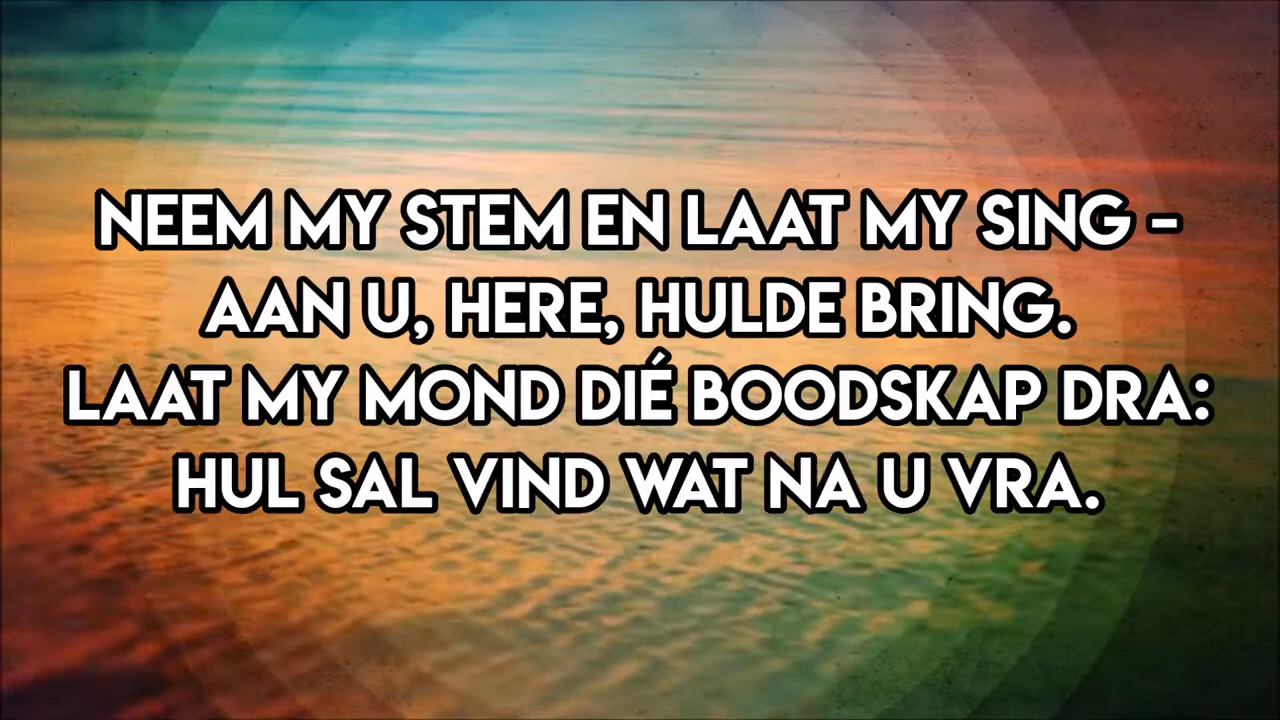 NEEM MY STEM EN LAAT MY SING -
AAN U, HERE, HULDE BRING.
LAAT MY MOND DIÉ BOODSKAP DRA:
HUL SAL VIND WAT NA U VRA.